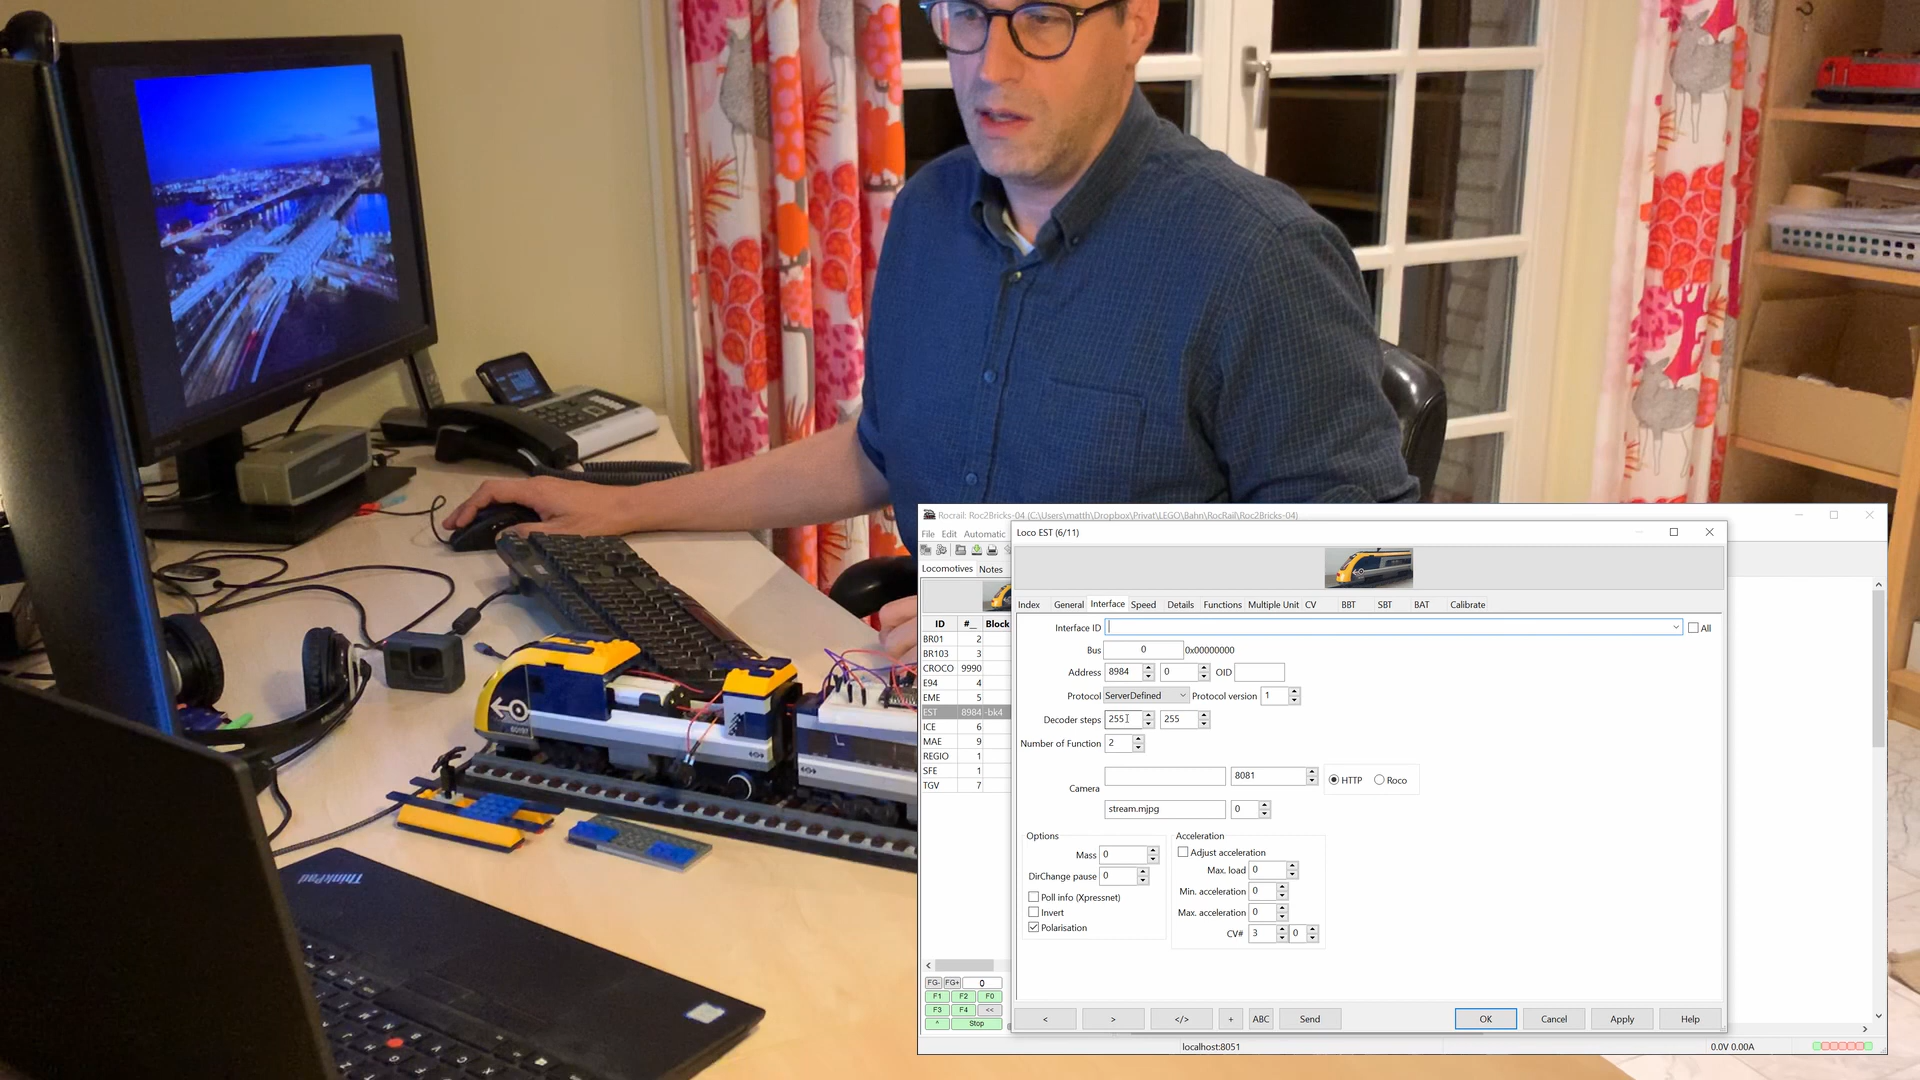 Rocrail: Roc2Bricks-04 (C:\Users\matth\Dropbox\Privat\LEGO\Bahn\RocRail\Roc2Bricks-04)
File Edit Automatic
Loco EST (6/11)
Locomotives Notes
Index General Interface Speed Details Functions Multiple Unit CV BBT SBT BAT Calibrate
ID #_ Block
BR01 2
BR103 3
CROCO 9990
E94 4
EME 5
EST 8984 -bk4
ICE 6
MAE 9
REGIO 1
SFE 1
TGV 7
Interface ID All
Bus 0 0x00000000
Address 8984 0 OID
Protocol ServerDefined Protocol version 1
Decoder steps 255 255
Number of Function 2
Camera 8081 HTTP Roco
stream.mjpg 0
Options
Mass 0
DirChange pause 0
Poll info (Xpressnet)
Invert
Polarisation
Acceleration
Adjust acceleration
Max. load 0
Min. acceleration 0
Max. acceleration 0
CV# 3 0
FG- FG+ 0
F1 F2 F0
F3 F4 <<
^ Stop
< > </> + ABC Send OK Cancel Apply Help
localhost:8051 0.0V 0.00A
ThinkPad
60197